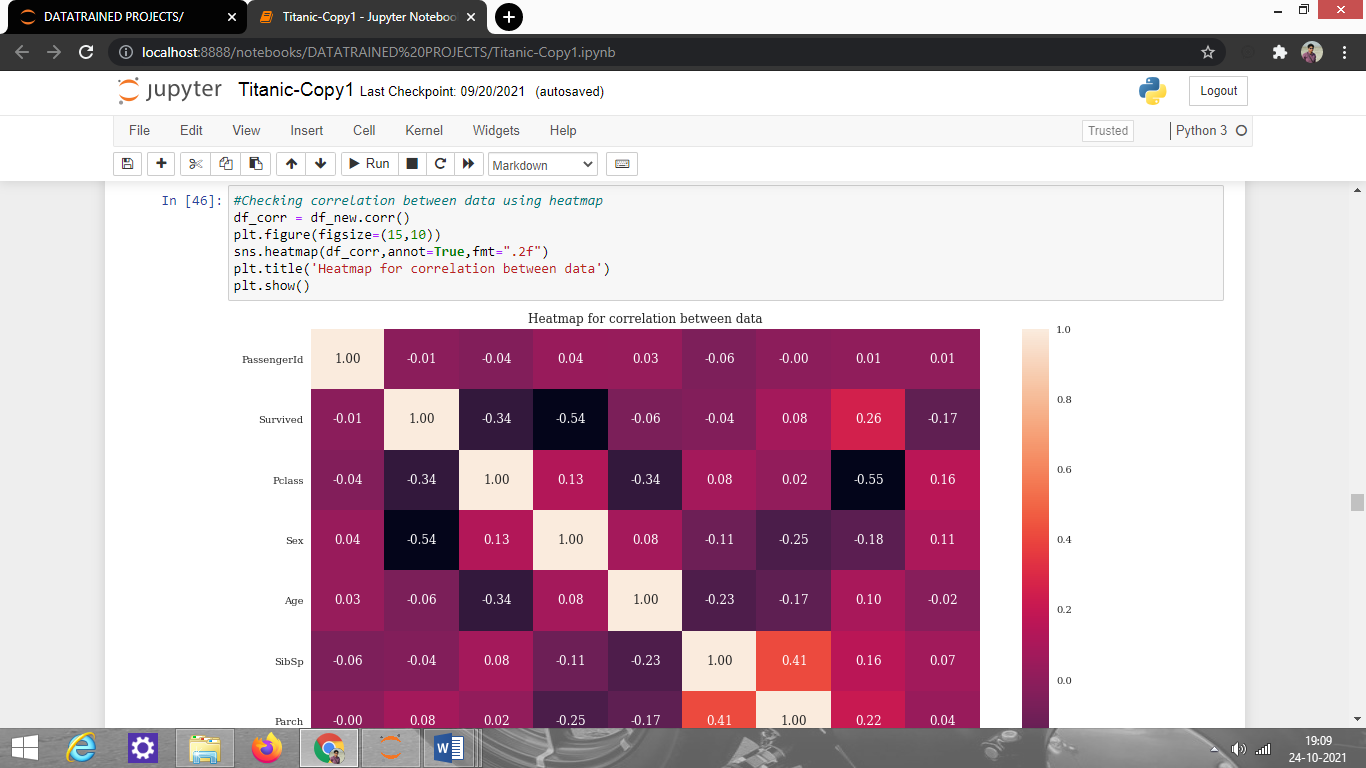 DATATRAINED PROJECTS/
Titanic-Copy1 - Jupyter Noteboo
localhost:8888/notebooks/DATATRAINED%20PROJECTS/Titanic-Copy1.ipynb
jupyter Titanic-Copy1 Last Checkpoint: 09/20/2021 (autosaved)
Logout
File Edit View Insert Cell Kernel Widgets Help
Trusted Python 3
Run Markdown
In [46]: #Checking correlation between data using heatmap
df_corr = df_new.corr()
plt.figure(figsize=(15,10))
sns.heatmap(df_corr,annot=True,fmt=".2f")
plt.title('Heatmap for correlation between data')
plt.show()
Heatmap for correlation between data
PassengerId 1.00 -0.01 -0.04 0.04 0.03 -0.06 -0.00 0.01 0.01
Survived -0.01 1.00 -0.34 -0.54 -0.06 -0.04 0.08 0.26 -0.17
Pclass -0.04 -0.34 1.00 0.13 -0.34 0.08 0.02 -0.55 0.16
Sex 0.04 -0.54 0.13 1.00 0.08 -0.11 -0.25 -0.18 0.11
Age 0.03 -0.06 -0.34 0.08 1.00 -0.23 -0.17 0.10 -0.02
SibSp -0.06 -0.04 0.08 -0.11 -0.23 1.00 0.41 0.16 0.07
Parch -0.00 0.08 0.02 -0.25 -0.17 0.41 1.00 0.22 0.04
1.0
0.8
0.6
0.4
0.2
0.0
19:09
24-10-2021